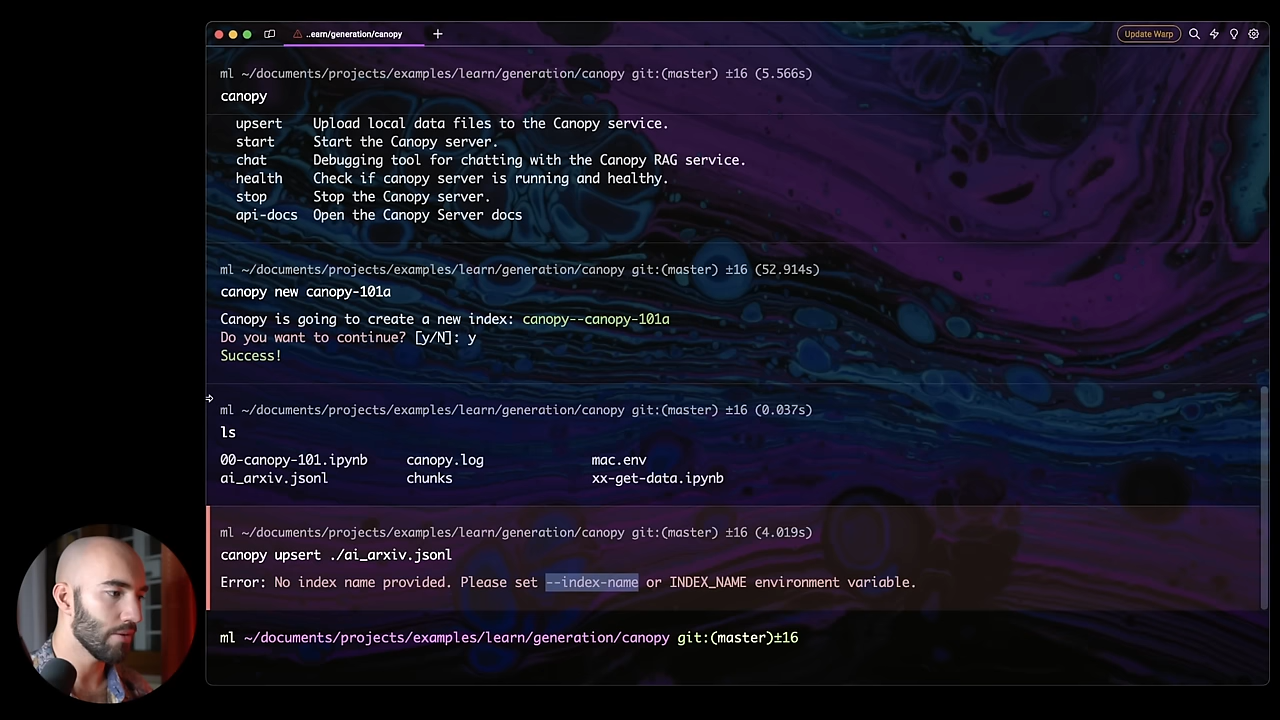 ..earn/generation/canopy
Update Warp
ml ~/documents/projects/examples/learn/generation/canopy git:(master) ±16 (5.566s)
canopy
upsert Upload local data files to the Canopy service.
start Start the Canopy server.
chat Debugging tool for chatting with the Canopy RAG service.
health Check if canopy server is running and healthy.
stop Stop the Canopy server.
api-docs Open the Canopy Server docs
ml ~/documents/projects/examples/learn/generation/canopy git:(master) ±16 (52.914s)
canopy new canopy-101a
Canopy is going to create a new index: canopy--canopy-101a
Do you want to continue? [y/N]: y
Success!
ml ~/documents/projects/examples/learn/generation/canopy git:(master) ±16 (0.037s)
ls
00-canopy-101.ipynb canopy.log mac.env
ai_arxiv.jsonl chunks xx-get-data.ipynb
ml ~/documents/projects/examples/learn/generation/canopy git:(master) ±16 (4.019s)
canopy upsert ./ai_arxiv.jsonl
Error: No index name provided. Please set --index-name or INDEX_NAME environment variable.
ml ~/documents/projects/examples/learn/generation/canopy git:(master)±16